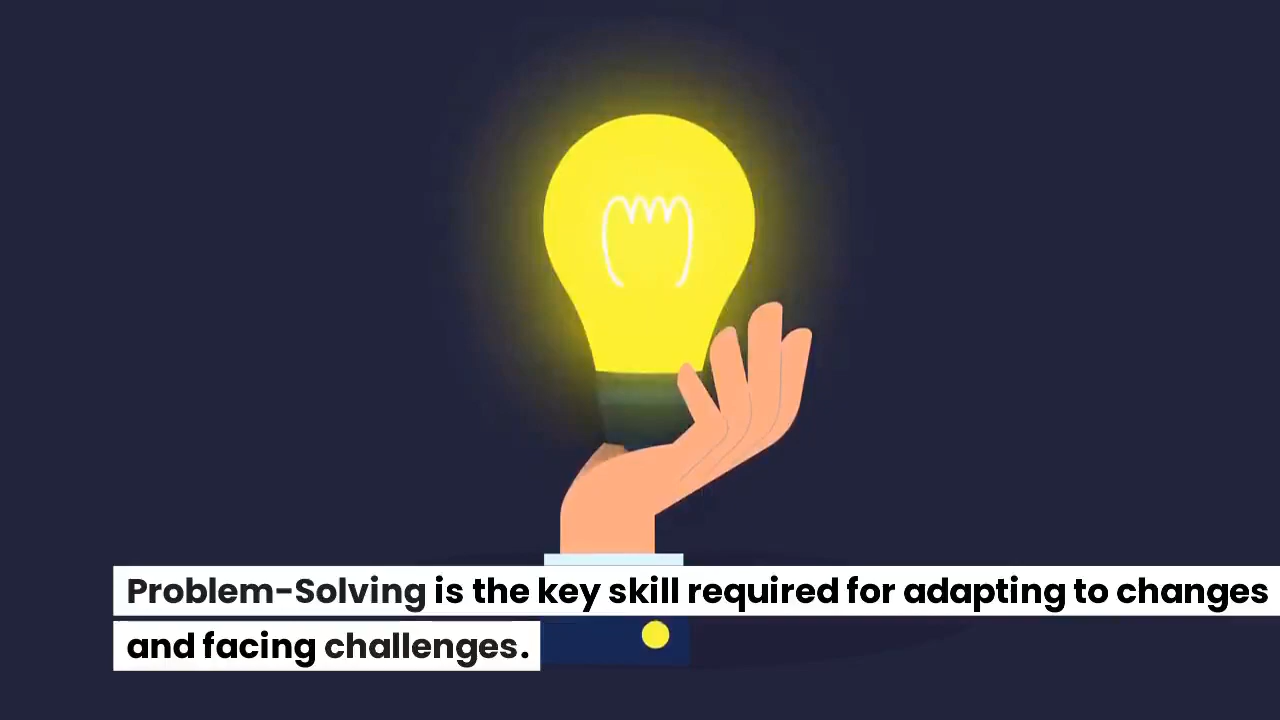 Problem-Solving is the key skill required for adapting to changes
and facing challenges.